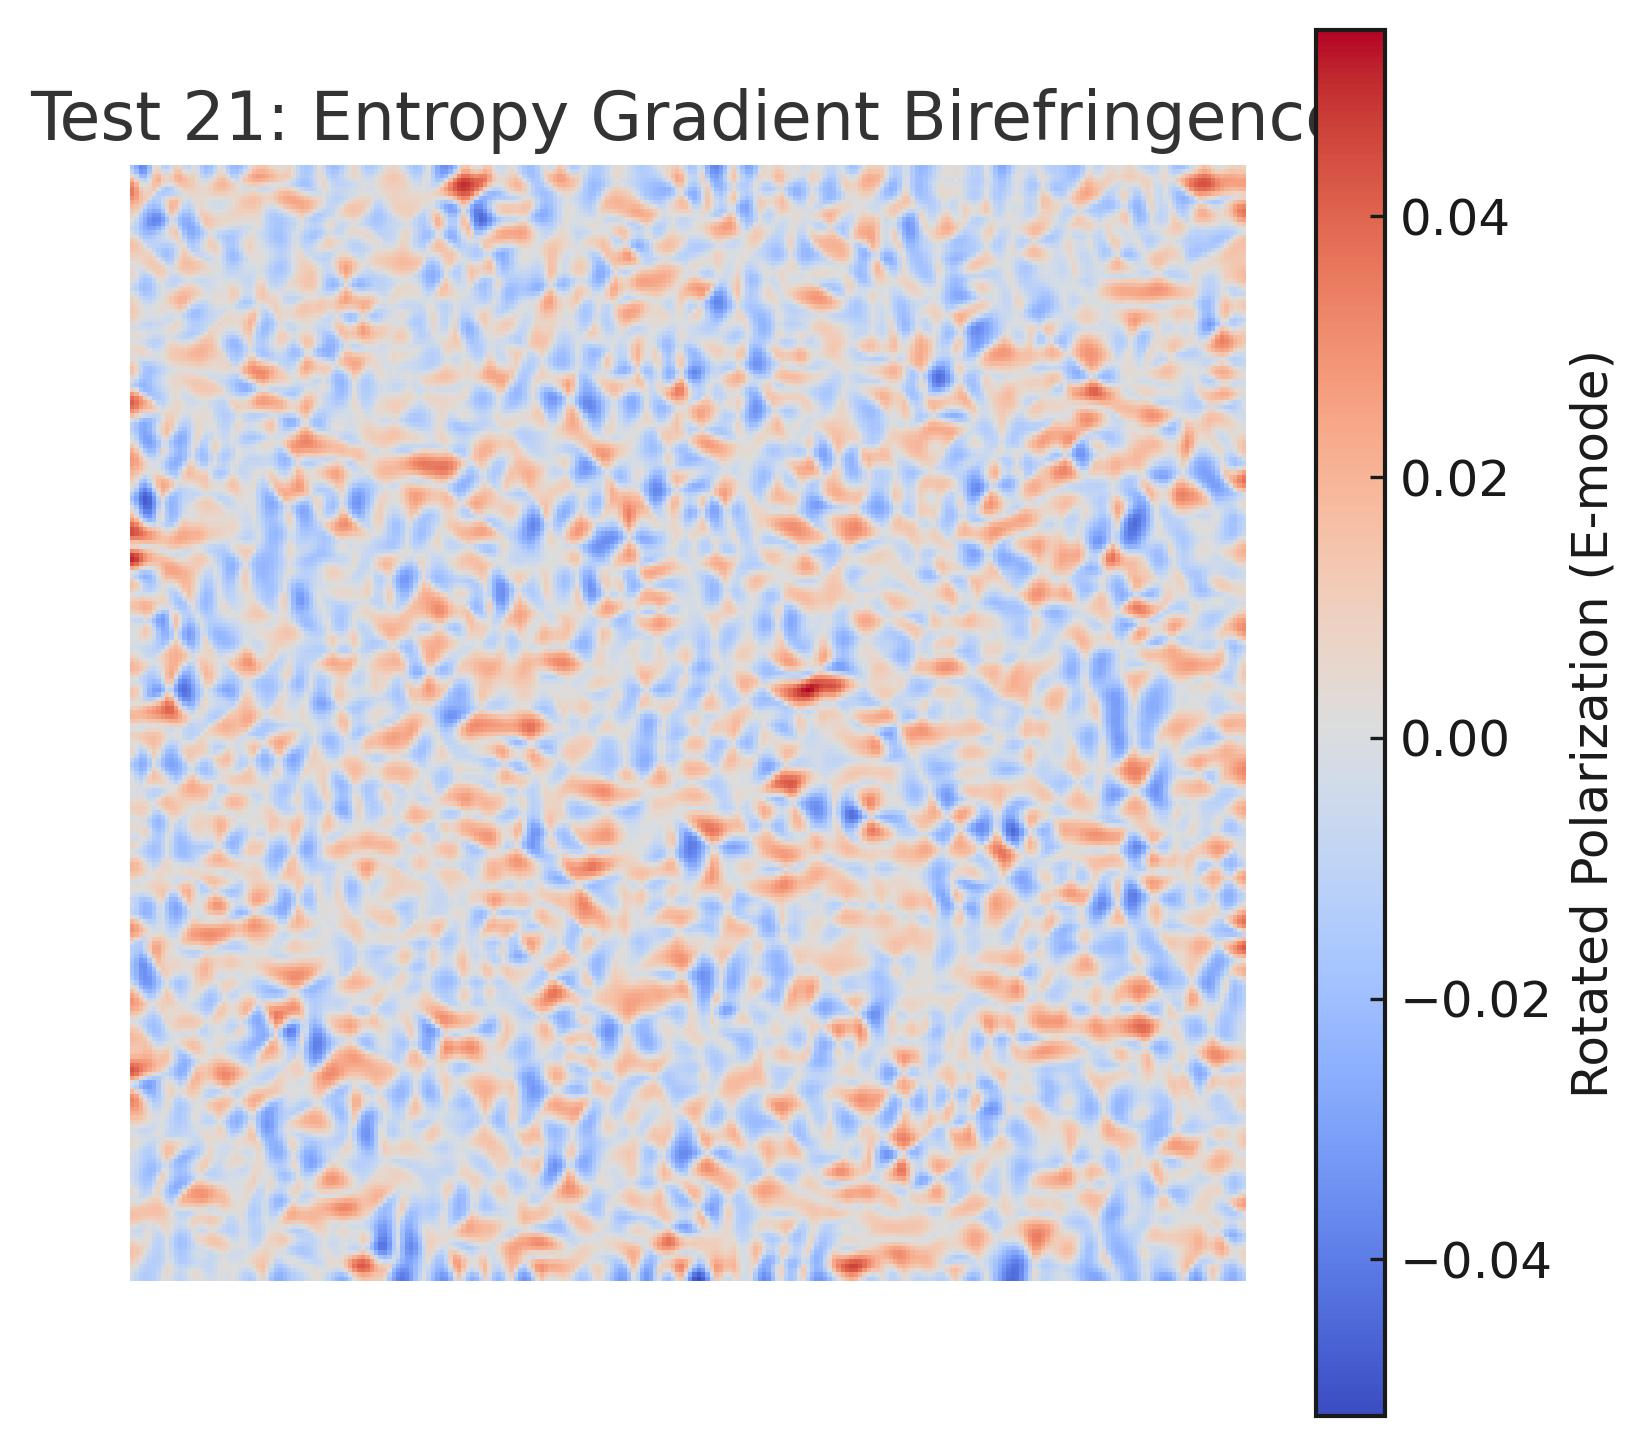 Test 21: Entropy Gradient Birefringence
0.04
0.02
0.00
−0.02
−0.04
Rotated Polarization (E-mode)